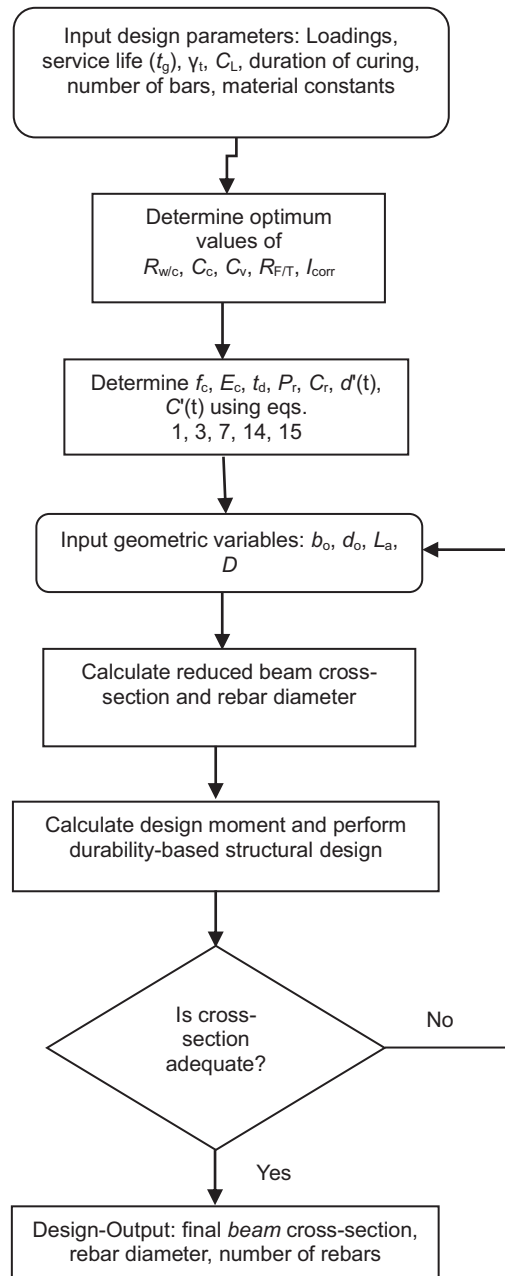 Input design parameters: Loadings,
service life (tg), γt, CL, duration of curing,
number of bars, material constants
Determine optimum
values of
Rw/c, Cc, Cv, RF/T, Icorr
Determine fc, Ec, td, Pr, Cr, d'(t),
C'(t) using eqs.
1, 3, 7, 14, 15
Input geometric variables: bo, do, La,
D
Calculate reduced beam cross-
section and rebar diameter
Calculate design moment and perform
durability-based structural design
Is cross-
section
adequate?
No
Yes
Design-Output: final beam cross-section,
rebar diameter, number of rebars